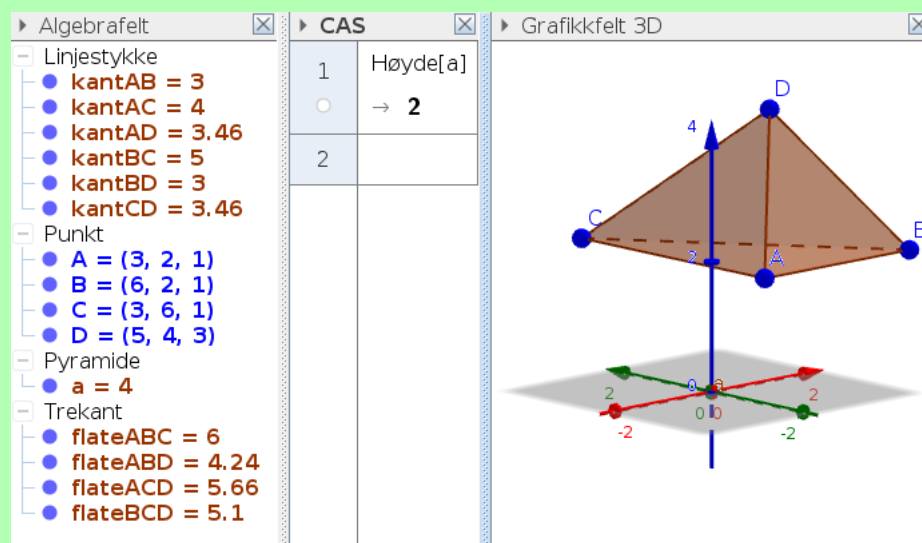 Algebrafelt
Linjestykke
kantAB = 3
kantAC = 4
kantAD = 3.46
kantBC = 5
kantBD = 3
kantCD = 3.46
Punkt
A = (3, 2, 1)
B = (6, 2, 1)
C = (3, 6, 1)
D = (5, 4, 3)
Pyramide
a = 4
Trekant
flateABC = 6
flateABD = 4.24
flateACD = 5.66
flateBCD = 5.1
CAS
1
Høyde[a]
→ 2
2
Grafikkfelt 3D
D
4
C
B
2
A
0 a
2
2
0 0
-2
-2